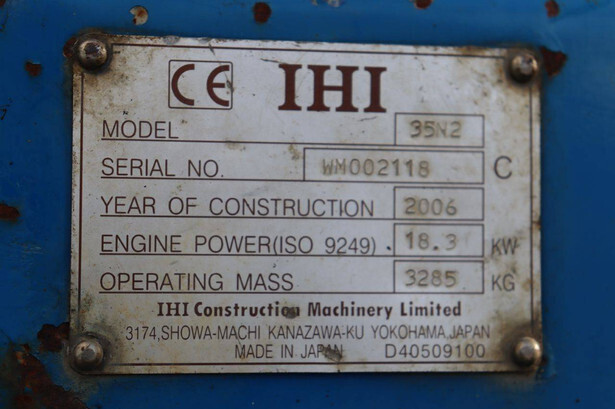 CE IHI
MODEL 35N2
SERIAL NO. WM002118 C
YEAR OF CONSTRUCTION 2006
ENGINE POWER(ISO 9249) 18.3 KW
OPERATING MASS 3285 KG
IHI Construction Machinery Limited
3174,SHOWA-MACHI KANAZAWA-KU YOKOHAMA,JAPAN
MADE IN JAPAN D40509100